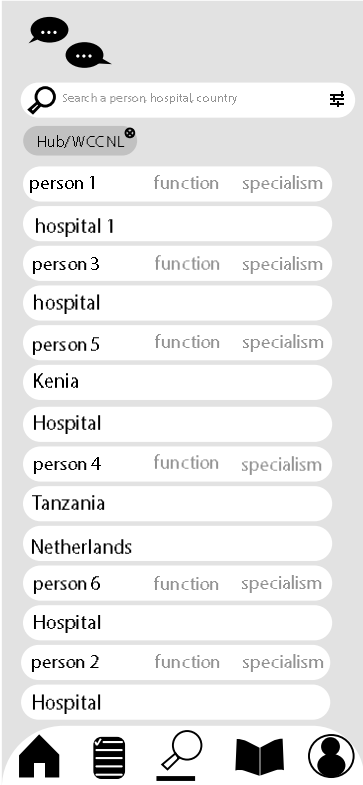 Search a person, hospital, country
Hub/WCCNL
person 1 function specialism
hospital 1
person 3 function specialism
hospital
person 5 function specialism
Kenia
Hospital
person 4 function specialism
Tanzania
Netherlands
person 6 function specialism
Hospital
person 2 function specialism
Hospital